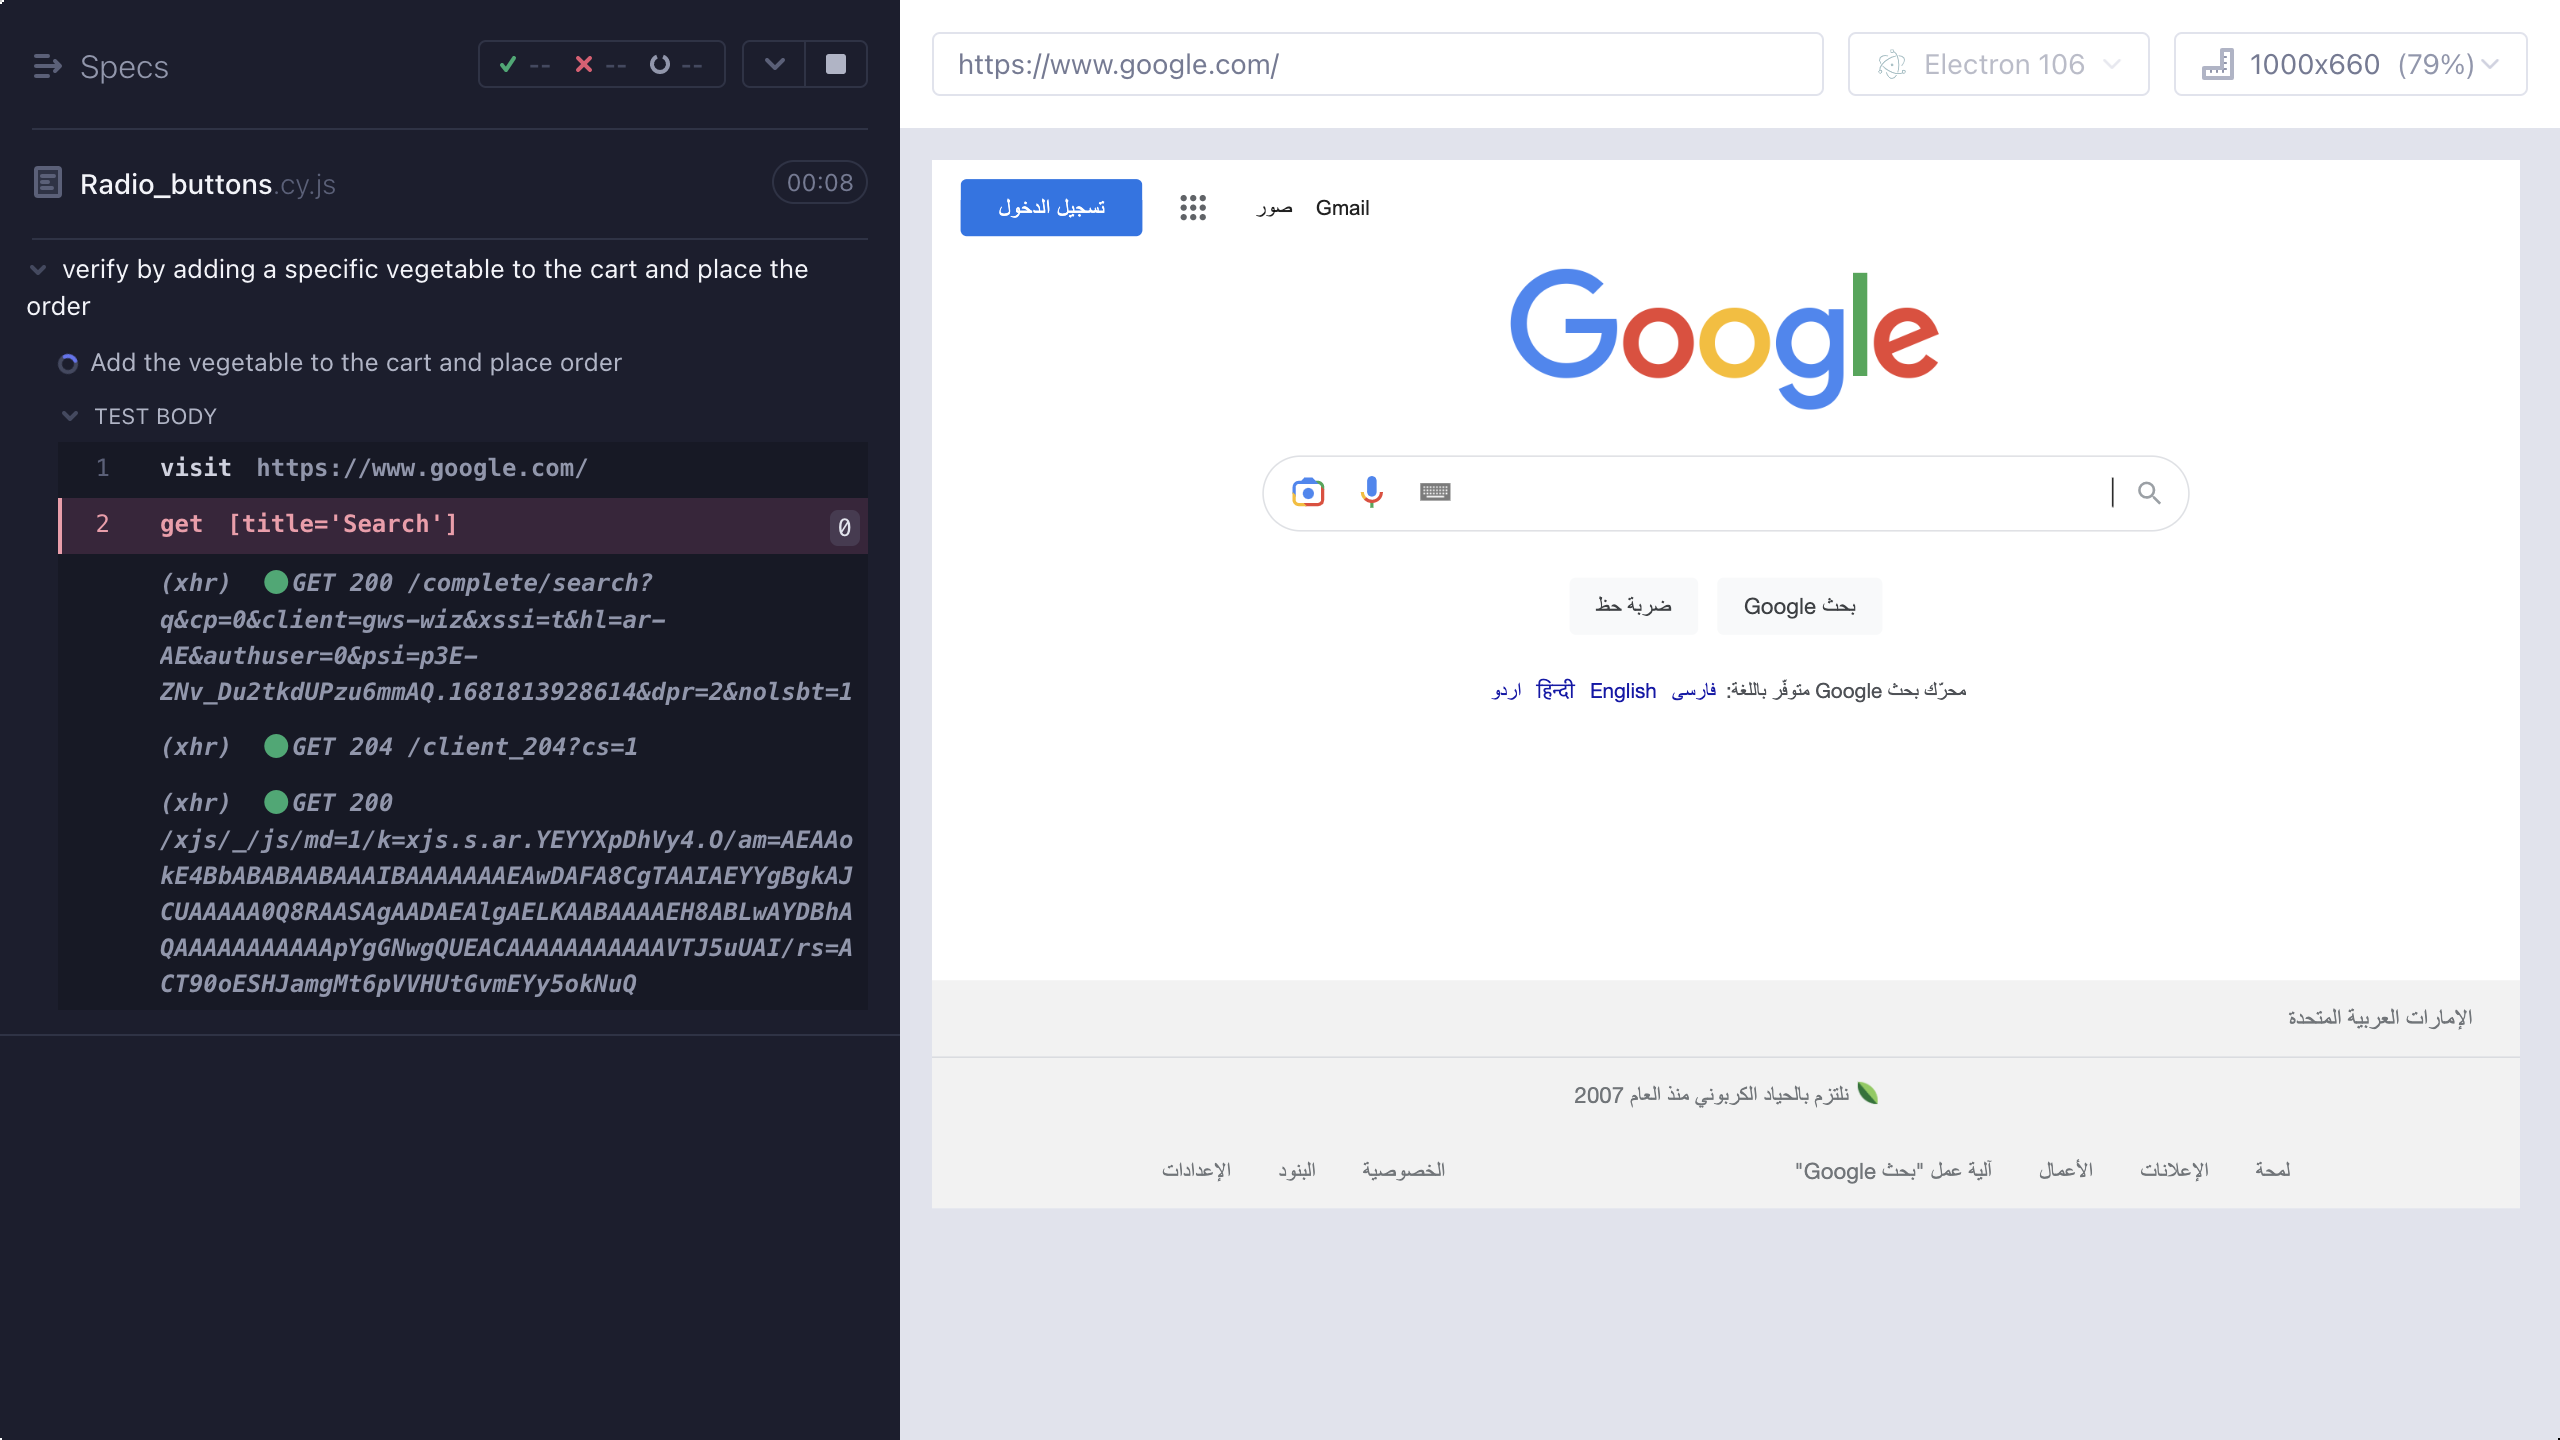 Specs
-- -- --
Radio_buttons.cy.js 00:08
verify by adding a specific vegetable to the cart and place the
order
Add the vegetable to the cart and place order
TEST BODY
1 visit https://www.google.com/
2 get [title='Search'] 0
(xhr) GET 200 /complete/search?
q&cp=0&client=gws-wiz&xssi=t&hl=ar-
AE&authuser=0&psi=p3E-
ZNv_Du2tkdUPzu6mmAQ.1681813928614&dpr=2&nolsbt=1
(xhr) GET 204 /client_204?cs=1
(xhr) GET 200
/xjs/_/js/md=1/k=xjs.s.ar.YEYYXpDhVy4.O/am=AEAAo
kE4BbABABAABAAAIBAAAAAAAEAwDAFA8CgTAAIAEYYgBgkAJ
CUAAAAA0Q8RAASAgAADAEAlgAELKAABAAAAEH8ABLwAYDBhA
QAAAAAAAAAAApYgGNwgQUEACAAAAAAAAAAAVTJ5uUAI/rs=A
CT90oESHJamgMt6pVVHUtGvmEYy5okNuQ
https://www.google.com/ Electron 106 1000x660 (79%)
Gmail صور تسجيل الدخول
Google
بحث Google ضربة حظ
محرّك بحث Google متوفّر باللغة: فارسی English हिन्दी اردو
الإمارات العربية المتحدة
نلتزم بالحياد الكربوني منذ العام 2007
لمحة الإعلانات الأعمال آلية عمل "بحث Google" الخصوصية البنود الإعدادات